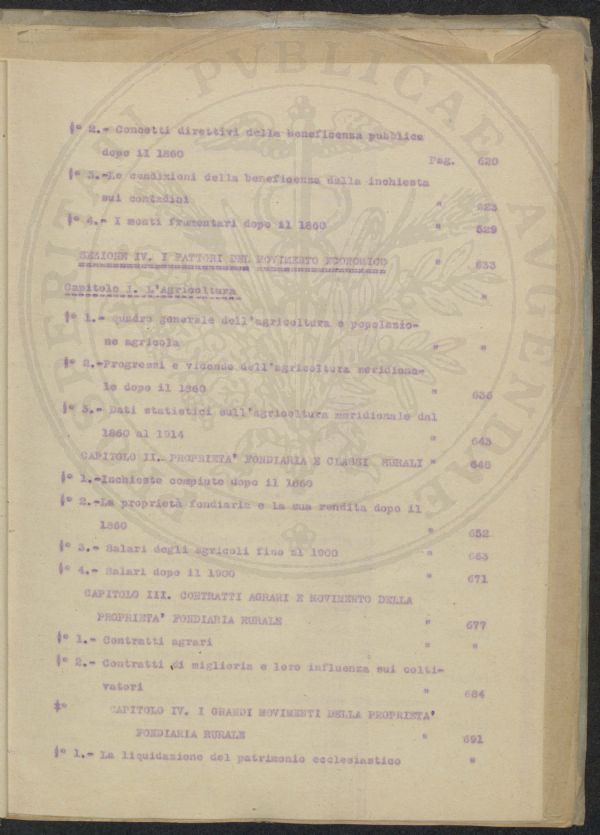 §° 2.- Concetti direttivi della beneficenza pubblica
dopo il 1860 Pag. 620
§° 3.-Le condizioni della beneficenza dalla inchiesta
sui contadini " 623
§° 4.- I monti frumentari dopo il 1860 " 629
SEZIONE IV. I FATTORI DEL MOVIMENTO ECONOMICO " 633
Capitolo I. L'Agricoltura "
§° 1.- Quadro generale dell'agricoltura e popolazio-
ne agricola " "
§° 2.-Progressi e vicende dell'agricoltura meridiona-
le dopo il 1860 " 636
§° 3.- Dati statistici sull'agricoltura meridionale dal
1860 al 1914 " 643
CAPITOLO II. PROPRIETA' FONDIARIA E CLASSI RURALI " 648
§° 1.-Inchieste compiute dopo il 1860
§° 2.-La proprietà fondiaria e la sua rendita dopo il
1860 " 652
§° 3.- Salari degli agricoli fino al 1900 " 663
§° 4.- Salari dopo il 1900 " 671
CAPITOLO III. CONTRATTI AGRARI E MOVIMENTO DELLA
PROPRIETA' FONDIARIA RURALE " 677
§° 1.- Contratti agrari " "
§° 2.- Contratti di miglioria e loro influenza sui colti-
vatori " 684
§° CAPITOLO IV. I GRANDI MOVIMENTI DELLA PROPRIETA'
FONDIARIA RURALE " 691
§° 1.- La liquidazione del patrimonio ecclesiastico "
PROSPERITATI PVBLICAE AVGENDAE